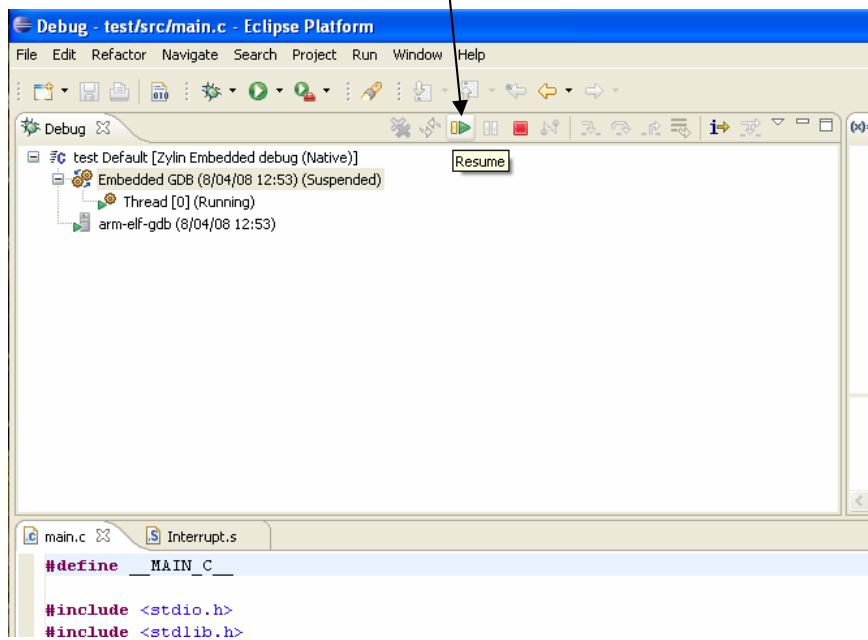 Debug - test/src/main.c - Eclipse Platform
File Edit Refactor Navigate Search Project Run Window Help
010
Debug
(x)=
Resume
test Default [Zylin Embedded debug (Native)]
Embedded GDB (8/04/08 12:53) (Suspended)
Thread [0] (Running)
arm-elf-gdb (8/04/08 12:53)
main.c Interrupt.s
#define __MAIN_C__
#include <stdio.h>
#include <stdlib.h>